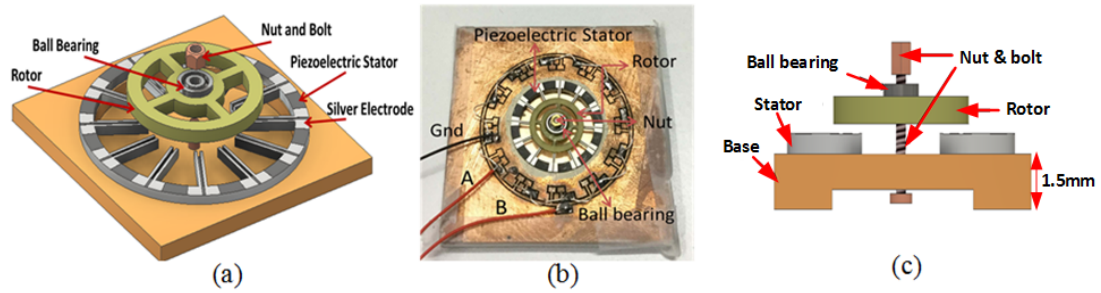 Nut and Bolt
Ball Bearing
Piezoelectric Stator
Rotor
Silver Electrode
(a)
Piezoelectric Stator
Rotor
Nut
Gnd
A
B
Ball bearing
(b)
Ball bearing
Nut & bolt
Stator
Rotor
Base
1.5mm
(c)